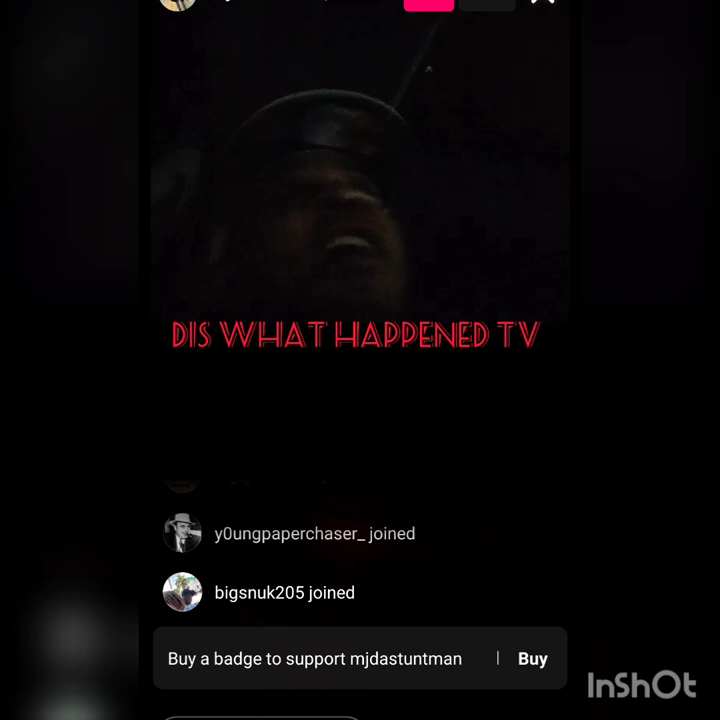 DIS WHAT HAPPENED TV
y0ungpaperchaser_ joined
bigsnuk205 joined
Buy a badge to support mjdastuntman | Buy
InShOt